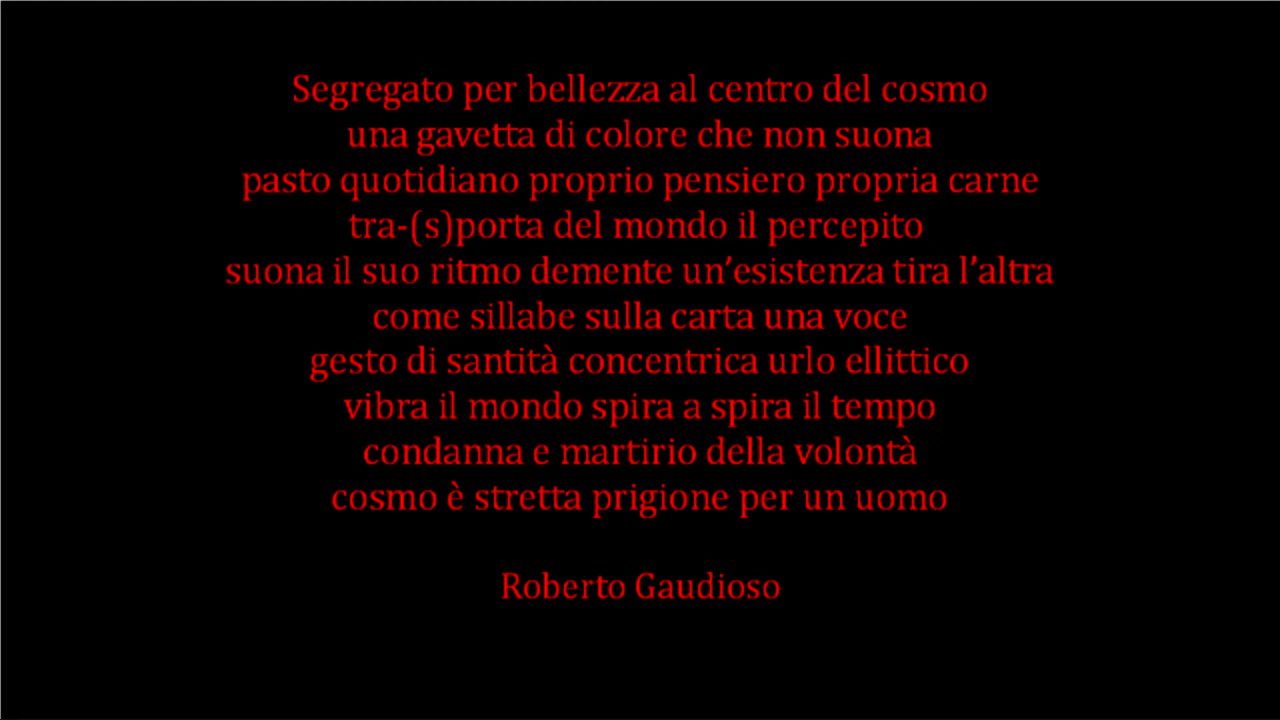 Segregato per bellezza al centro del cosmo
una gavetta di colore che non suona
pasto quotidiano proprio pensiero propria carne
tra-(s)porta del mondo il percepito
suona il suo ritmo demente un’esistenza tira l’altra
come sillabe sulla carta una voce
gesto di santità concentrica urlo ellittico
vibra il mondo spira a spira il tempo
condanna e martirio della volontà
cosmo è stretta prigione per un uomo
Roberto Gaudioso